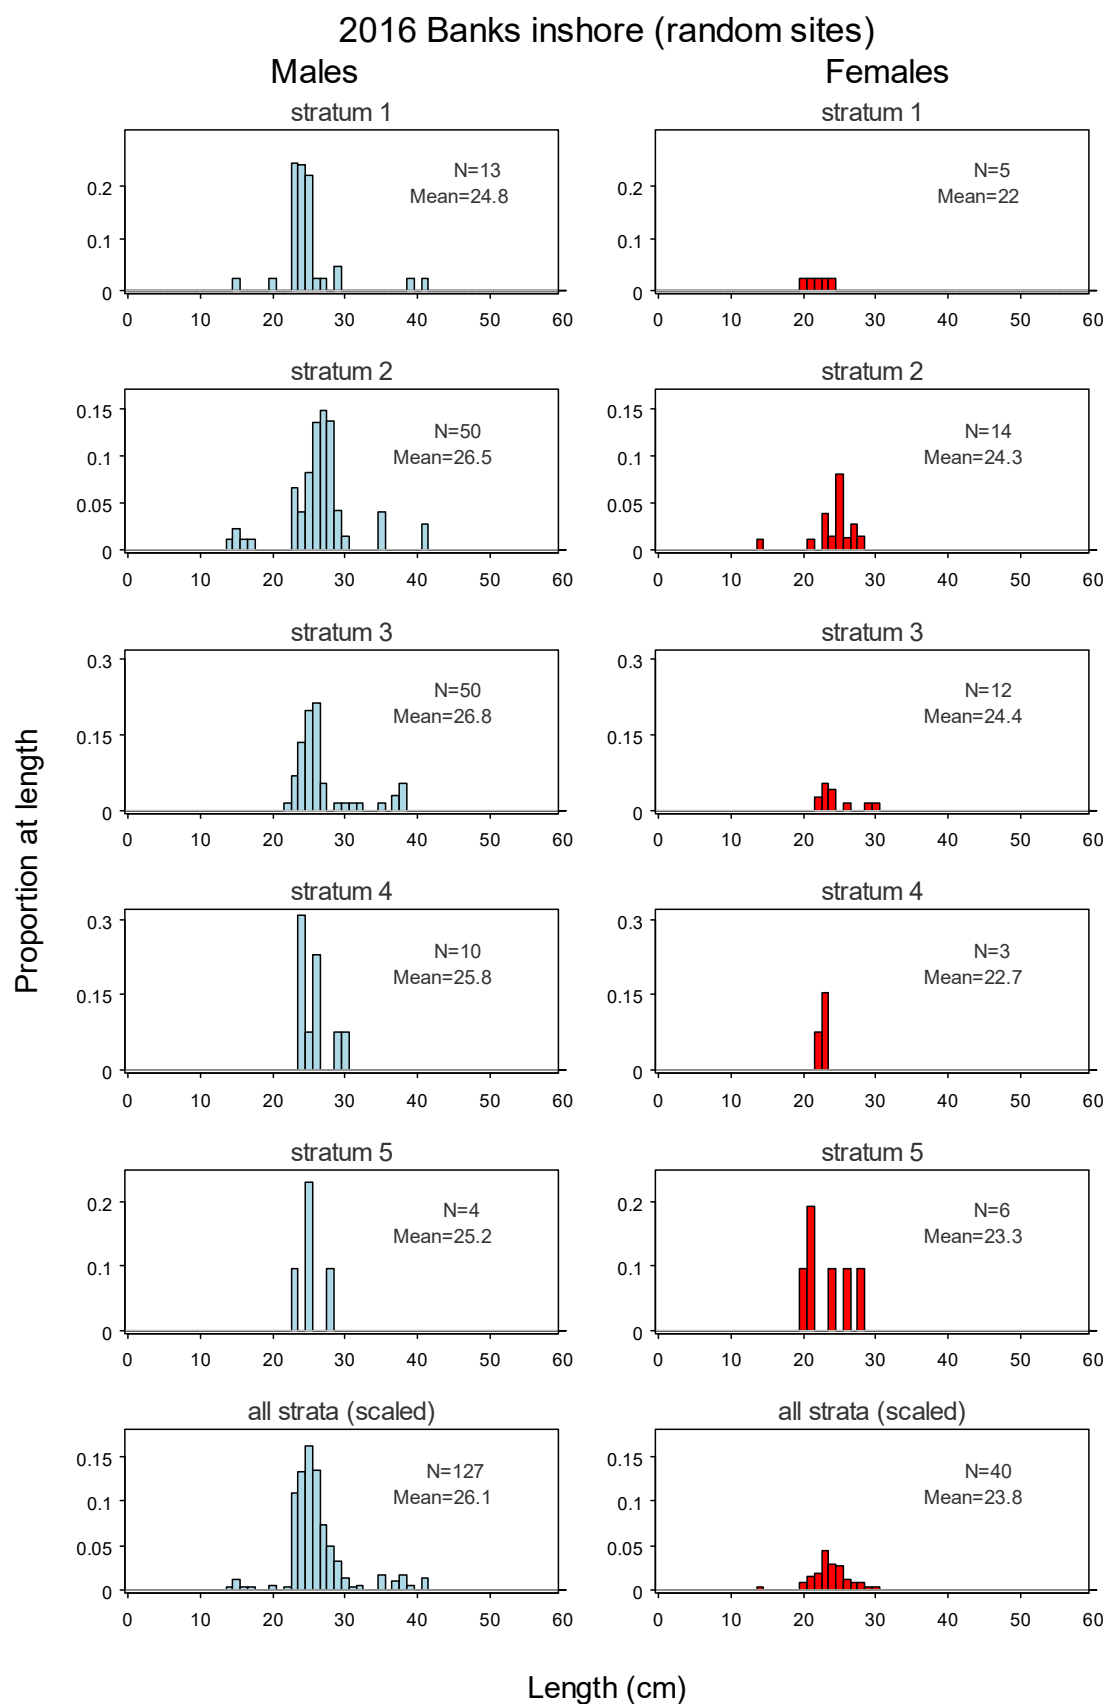 2016 Banks inshore (random sites)
Males Females
stratum 1 stratum 1
N=13
Mean=24.8
N=5
Mean=22
0.2
0.1
0
0.2
0.1
0
0 10 20 30 40 50 60 0 10 20 30 40 50 60
stratum 2 stratum 2
N=50
Mean=26.5
N=14
Mean=24.3
0.15
0.1
0.05
0
0.15
0.1
0.05
0
0 10 20 30 40 50 60 0 10 20 30 40 50 60
stratum 3 stratum 3
N=50
Mean=26.8
N=12
Mean=24.4
0.3
0.15
0
0.3
0.15
0
0 10 20 30 40 50 60 0 10 20 30 40 50 60
stratum 4 stratum 4
N=10
Mean=25.8
N=3
Mean=22.7
0.3
0.15
0
0.3
0.15
0
0 10 20 30 40 50 60 0 10 20 30 40 50 60
stratum 5 stratum 5
N=4
Mean=25.2
N=6
Mean=23.3
0.2
0.1
0
0.2
0.1
0
0 10 20 30 40 50 60 0 10 20 30 40 50 60
all strata (scaled) all strata (scaled)
N=127
Mean=26.1
N=40
Mean=23.8
0.15
0.1
0.05
0
0.15
0.1
0.05
0
0 10 20 30 40 50 60 0 10 20 30 40 50 60
Proportion at length
Length (cm)